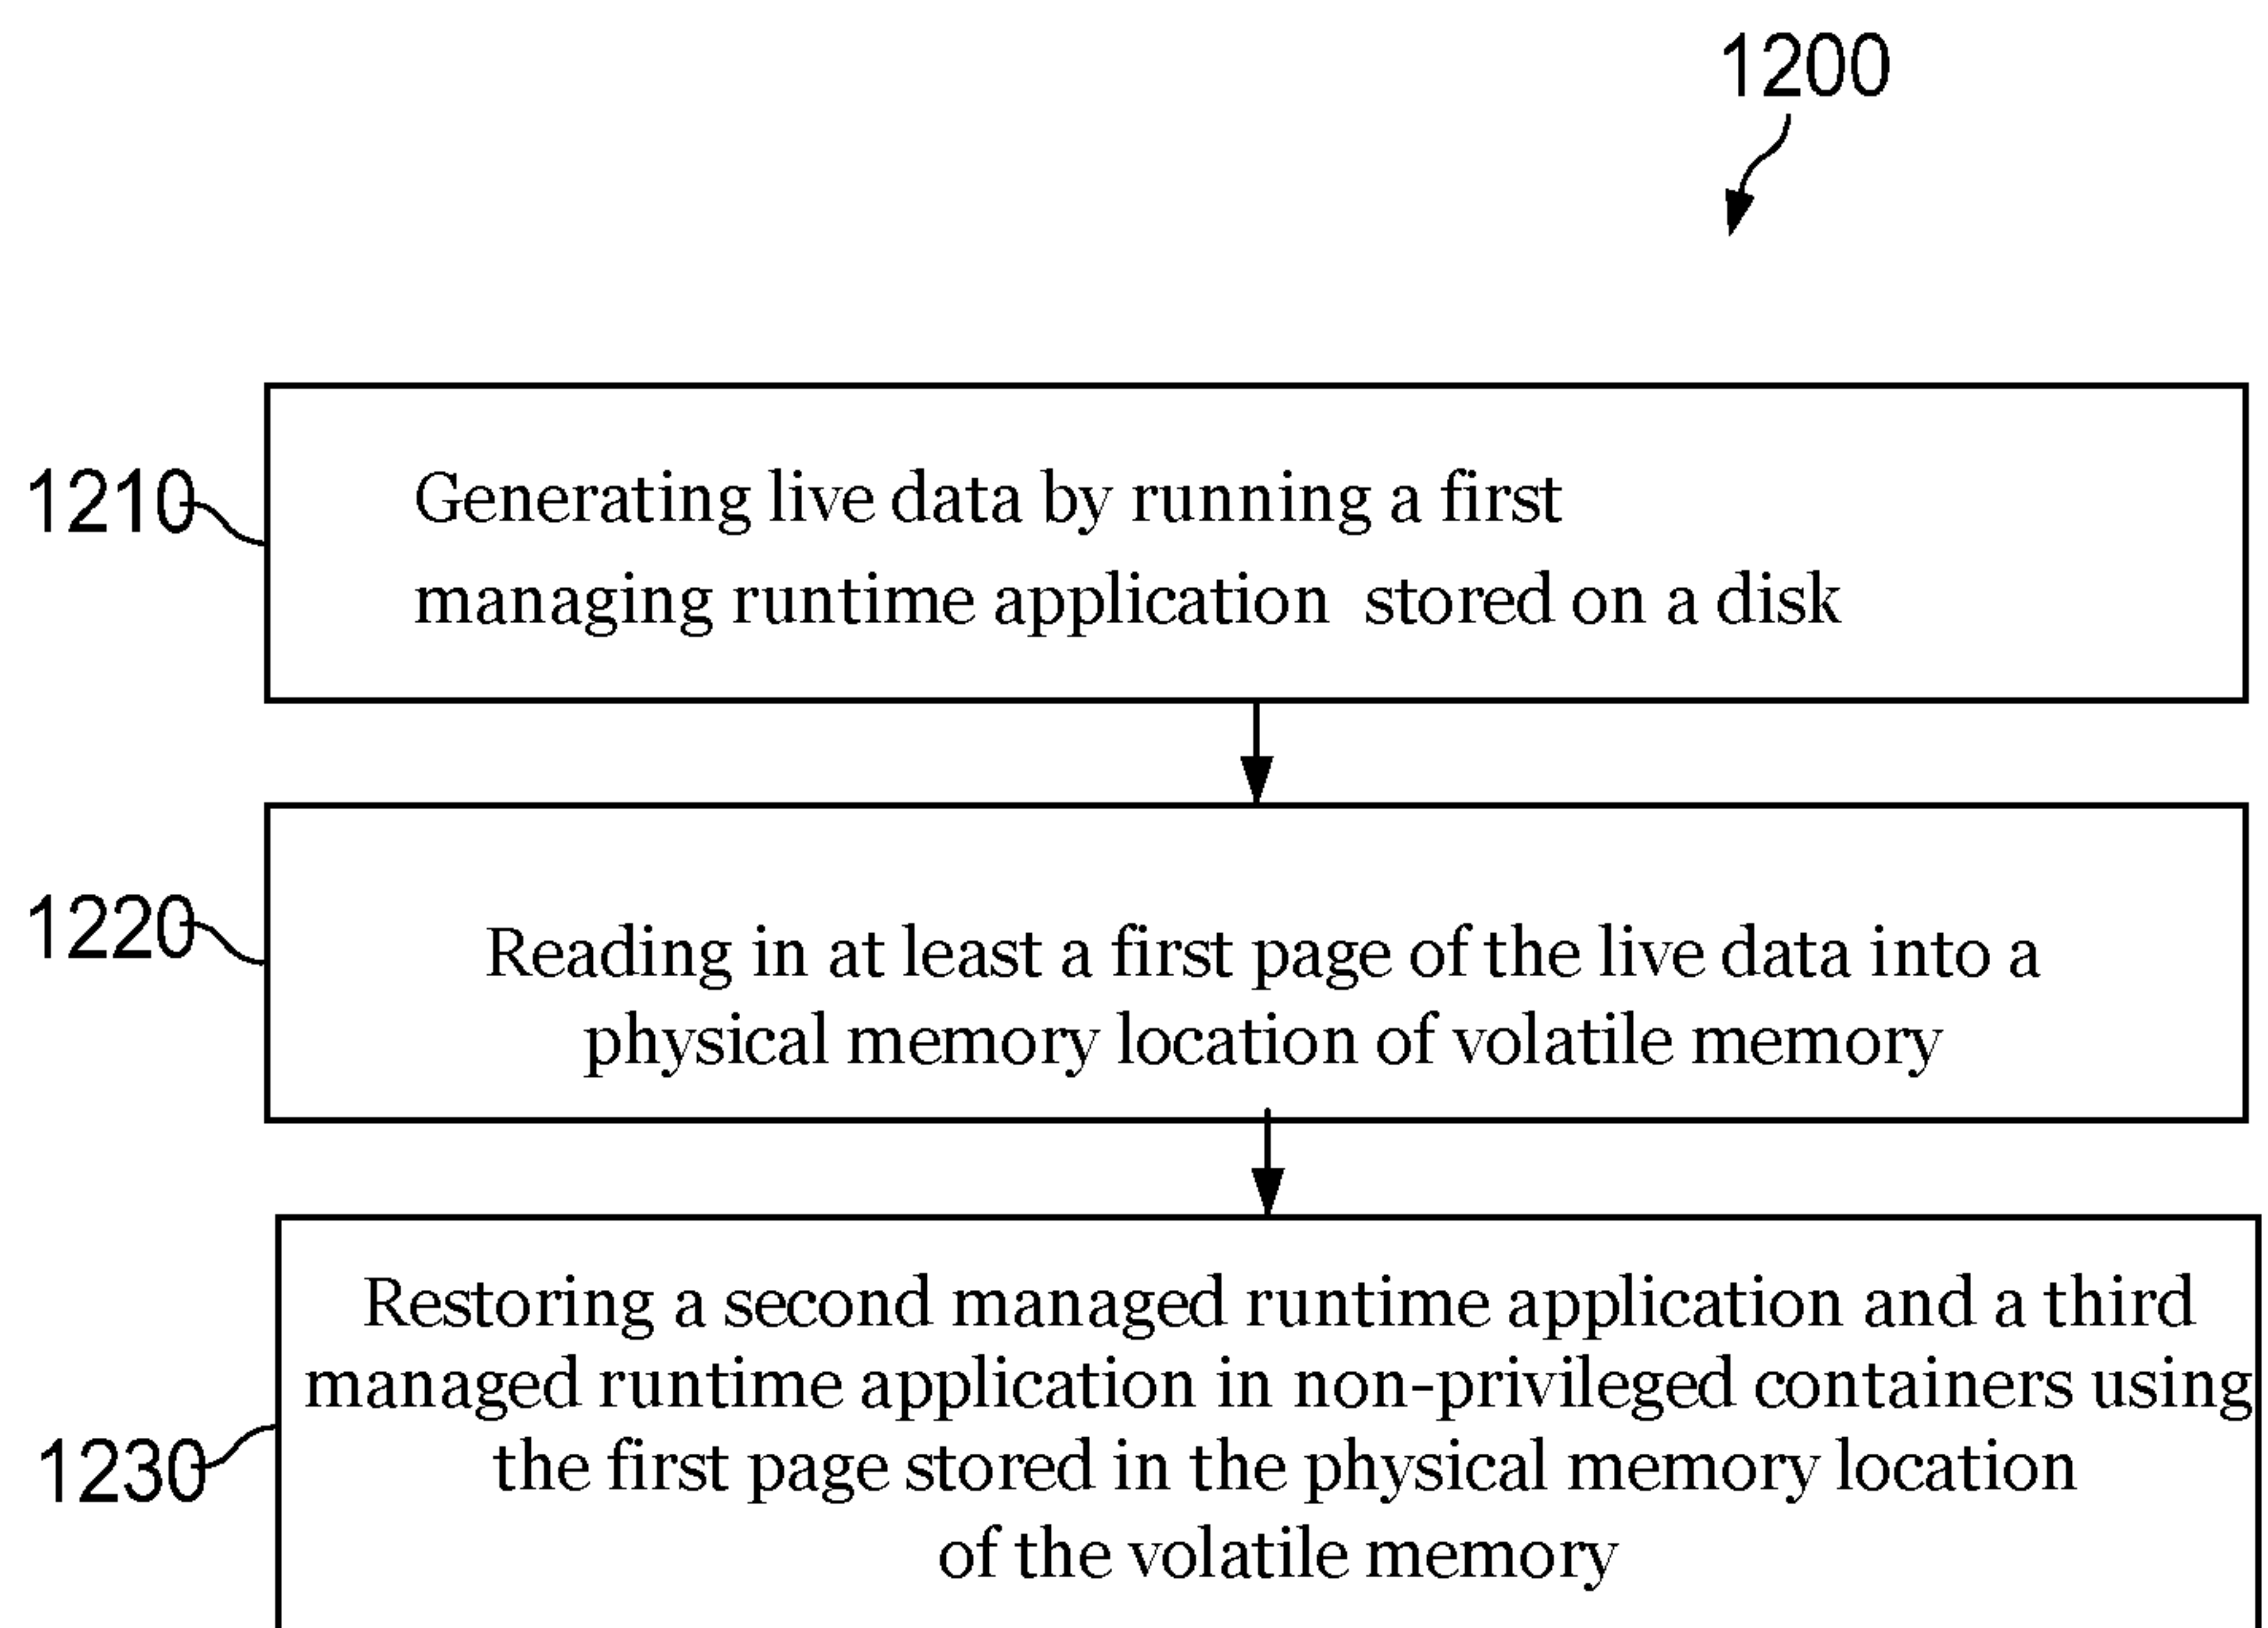 1200
1210
Generating live data by running a first
managing runtime application stored on a disk
1220
Reading in at least a first page of the live data into a
physical memory location of volatile memory
1230
Restoring a second managed runtime application and a third
managed runtime application in non-privileged containers using
the first page stored in the physical memory location
of the volatile memory